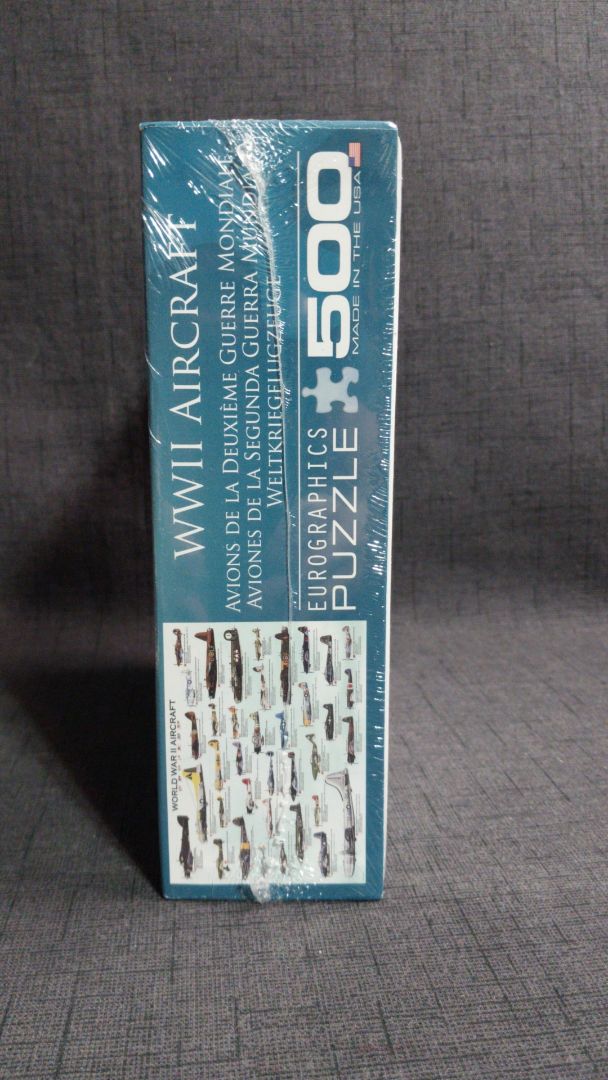 WWII AIRCRAFT
AVIONS DE LA DEUXIÈME GUERRE MONDIALE
AVIONES DE LA SEGUNDA GUERRA MUNDIAL
WELTKRIEGFLUGZEUGE
EUROGRAPHICS
PUZZLE 500
MADE IN THE USA
WORLD WAR II AIRCRAFT